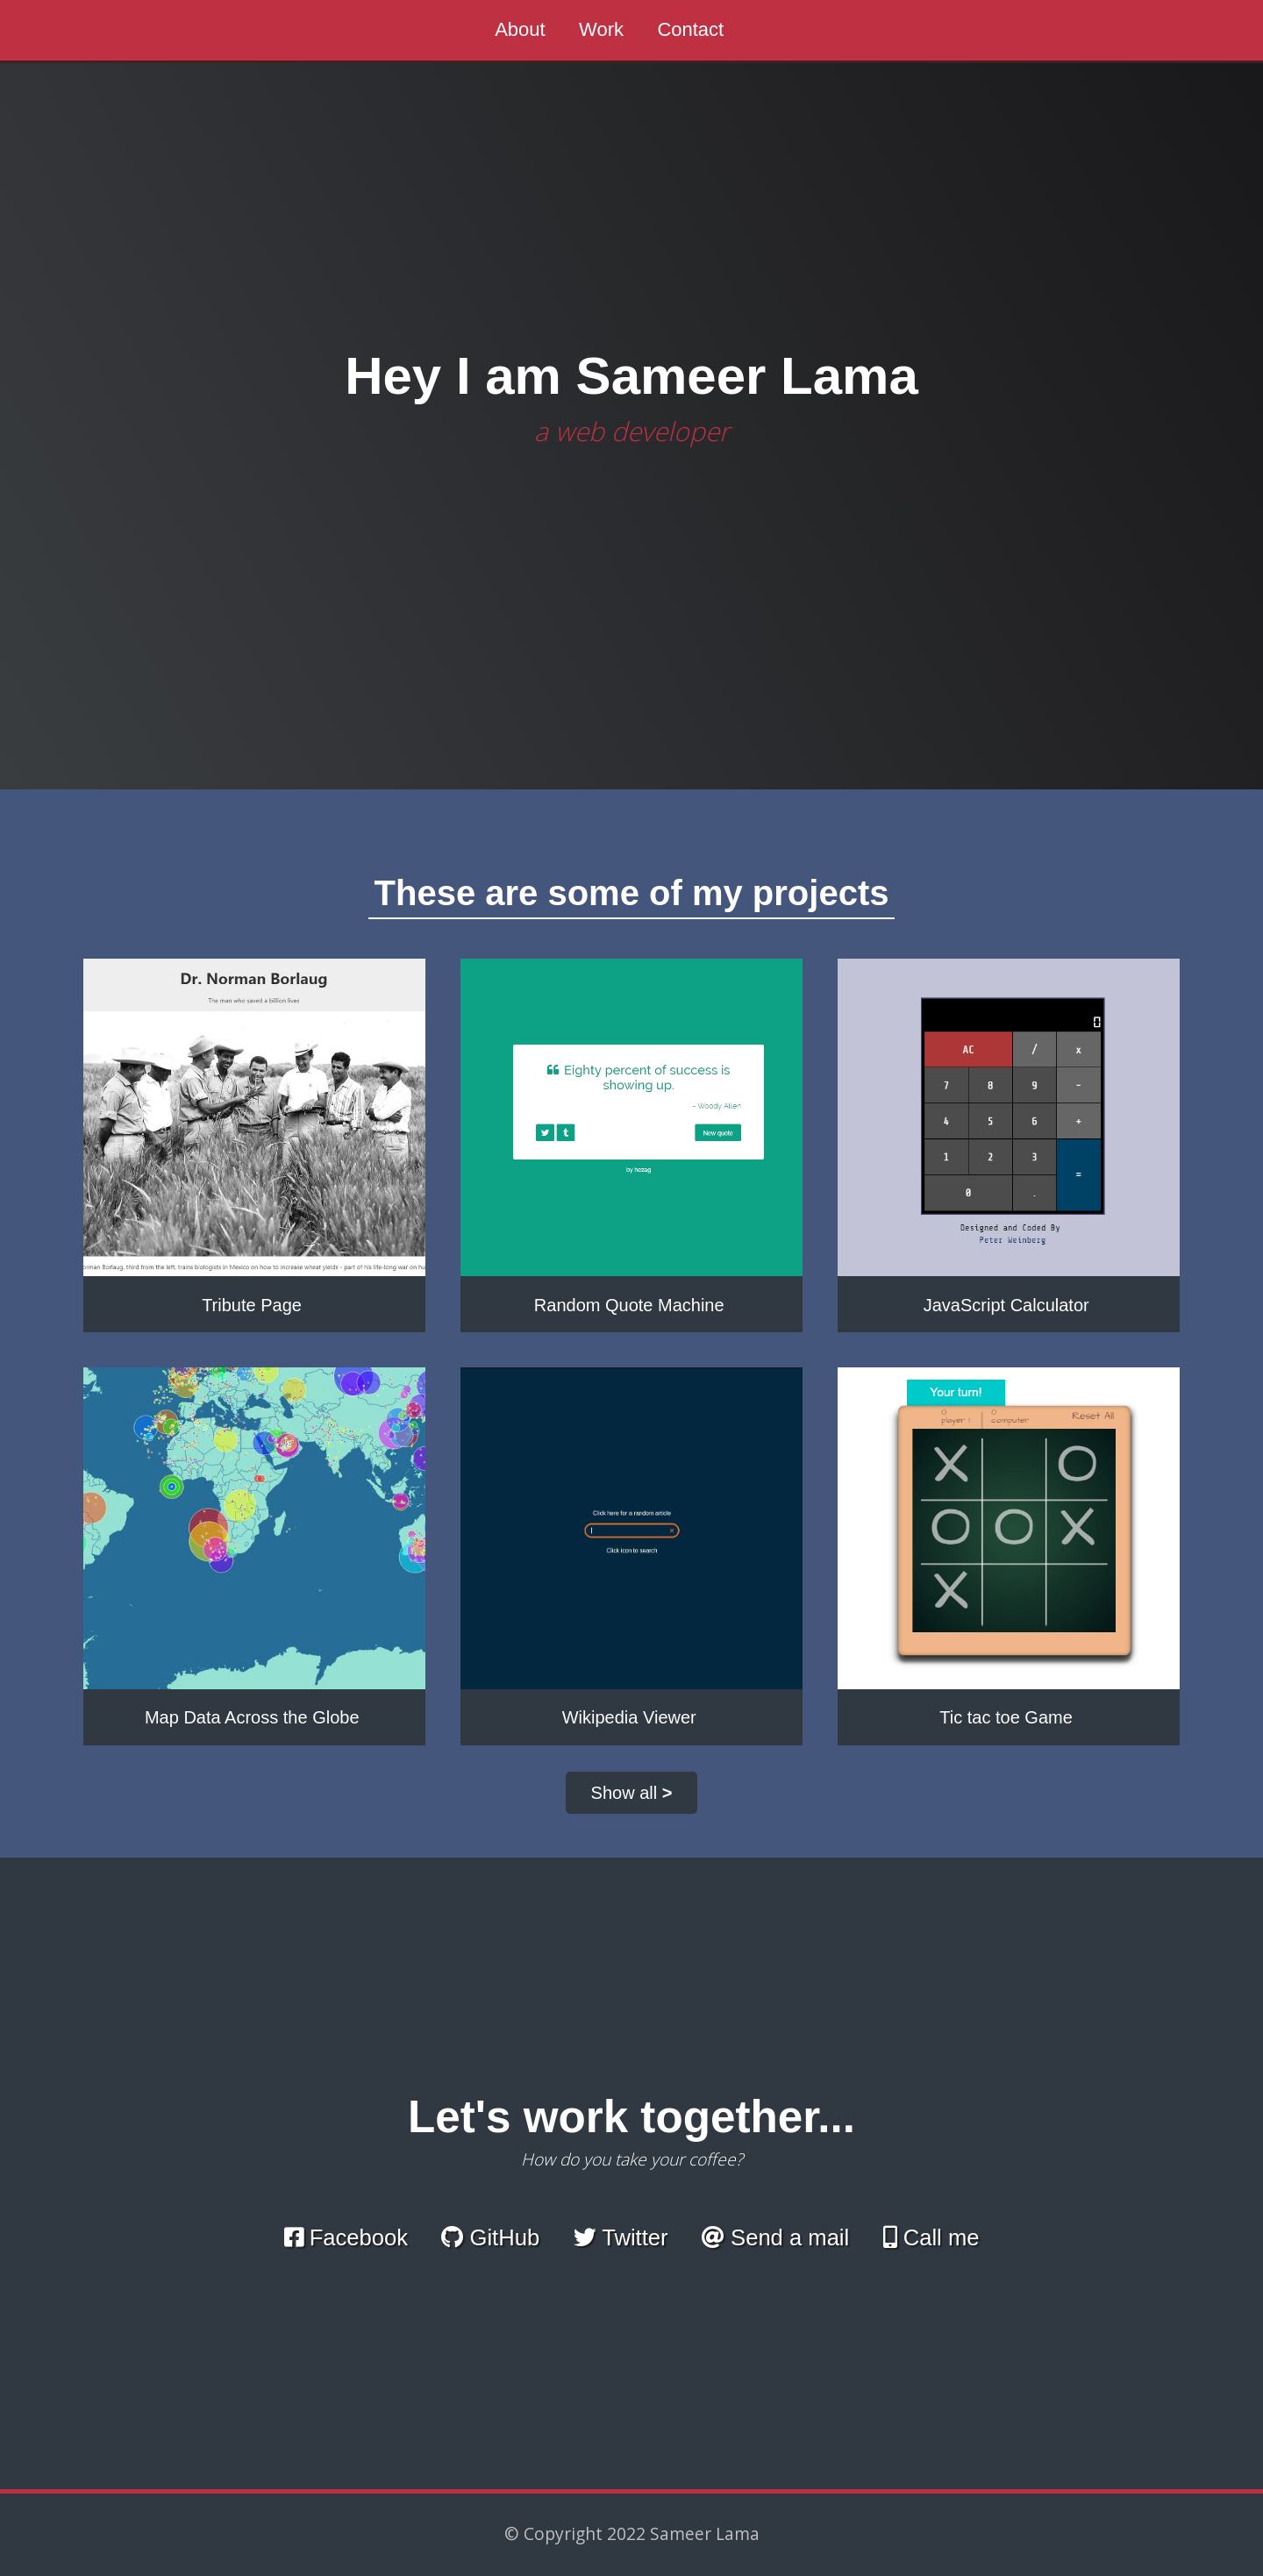 About Work Contact
Hey I am Sameer Lama
a web developer
These are some of my projects
Dr. Norman Borlaug
The man who saved a billion lives
orman Borlaug, third from the left, trains biologists in Mexico on how to increase wheat yields - part of his life-long war on hu
Tribute Page
Eighty percent of success is
showing up.
- Woody Allen
New quote
by hezag
Random Quote Machine
0
AC / x
7 8 9 -
4 5 6 +
1 2 3 =
0 .
Designed and Coded By
Peter Weinberg
JavaScript Calculator
Map Data Across the Globe
Click here for a random article
Click icon to search
Wikipedia Viewer
Your turn!
0 0
player 1 computer Reset All
X O
O O X
X
Tic tac toe Game
Show all >
Let's work together...
How do you take your coffee?
Facebook GitHub Twitter @ Send a mail Call me
© Copyright 2022 Sameer Lama